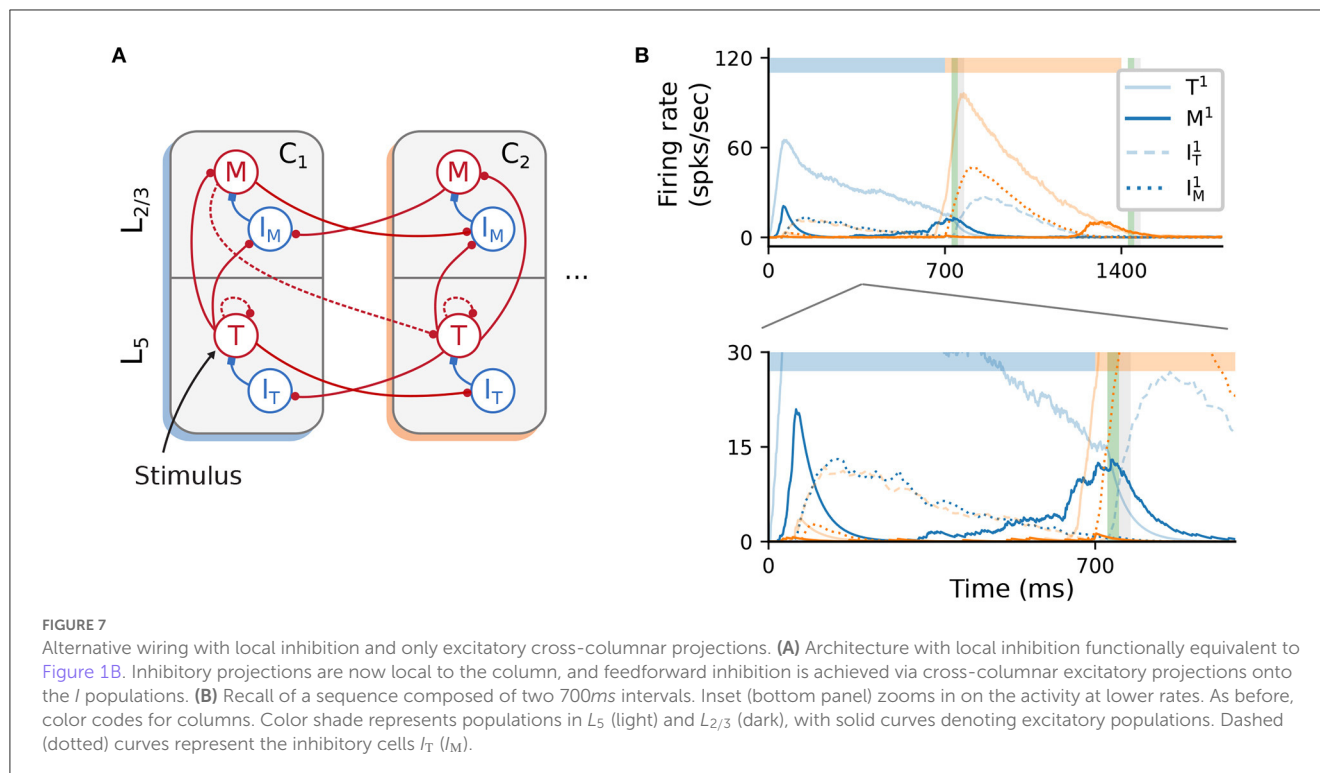 A
B
C1
C2
L2/3
L5
M
M
IM
IM
T
T
IT
IT
...
Stimulus
Firing rate
(spks/sec)
120
60
0
0
700
1400
T¹
M¹
I¹T
I¹M
30
15
0
0
700
Time (ms)
FIGURE 7
Alternative wiring with local inhibition and only excitatory cross-columnar projections. (A) Architecture with local inhibition functionally equivalent to
Figure 1B. Inhibitory projections are now local to the column, and feedforward inhibition is achieved via cross-columnar excitatory projections onto
the I populations. (B) Recall of a sequence composed of two 700ms intervals. Inset (bottom panel) zooms in on the activity at lower rates. As before,
color codes for columns. Color shade represents populations in L5 (light) and L2/3 (dark), with solid curves denoting excitatory populations. Dashed
(dotted) curves represent the inhibitory cells IT (IM).